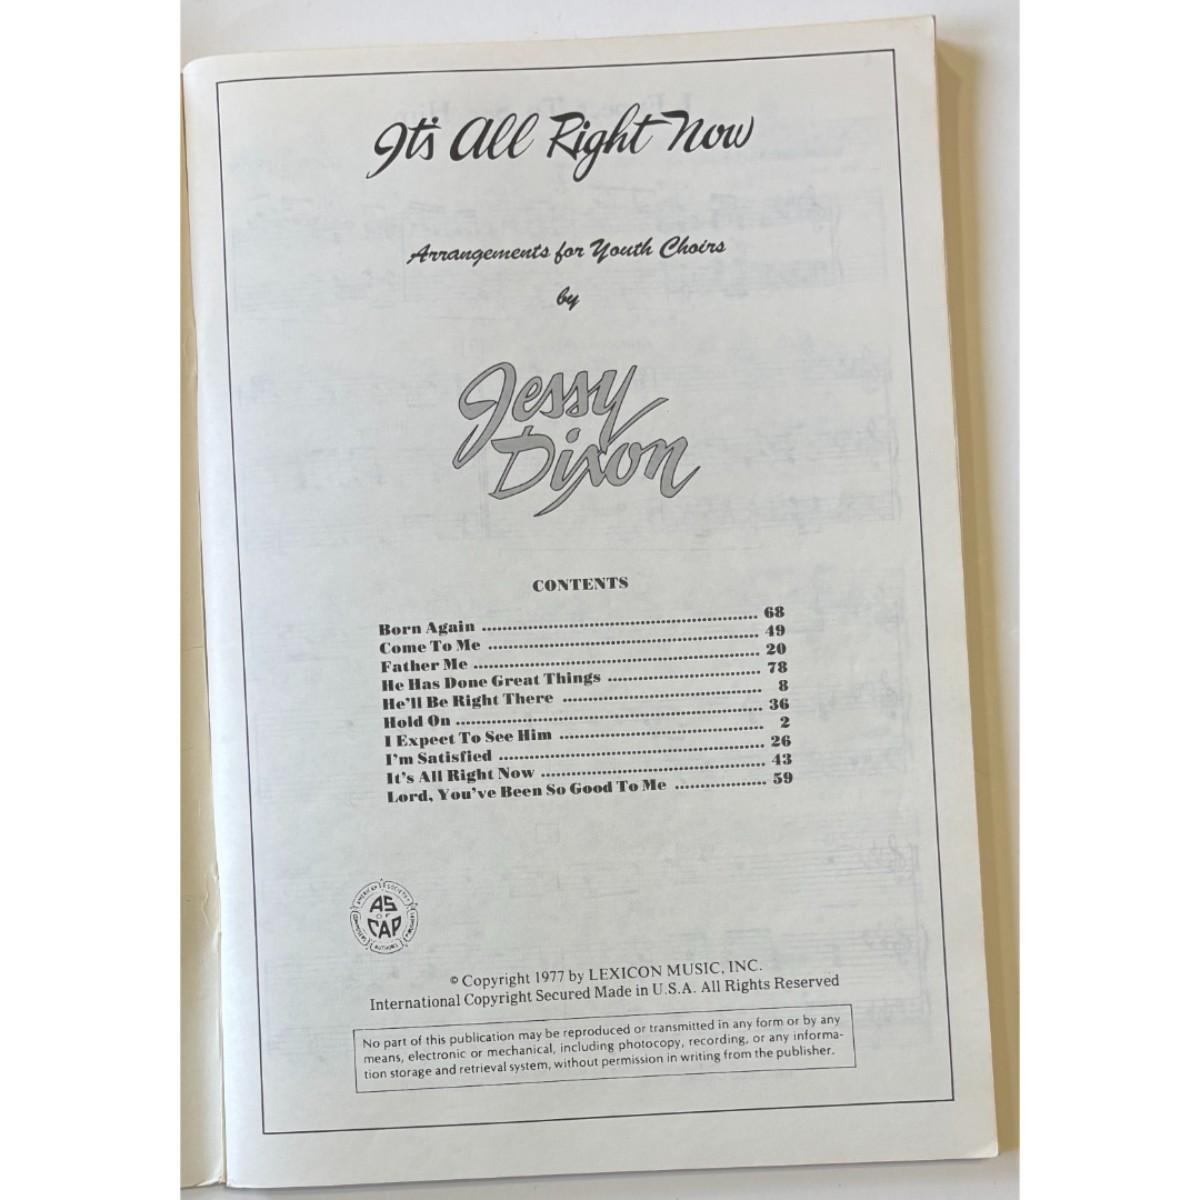 It's All Right Now
Arrangements for Youth Choirs
by
Jessy
Dixon
CONTENTS
Born Again ........................................ 68
Come To Me ........................................ 49
Father Me ........................................ 20
He Has Done Great Things ........................ 78
He'll Be Right There ........................ 8
Hold On ........................................ 36
I Expect To See Him ........................ 2
I'm Satisfied ........................................ 26
It's All Right Now ........................ 43
Lord, You've Been So Good To Me .................. 59
AMERICAN SOCIETY
AS
OF
CAP
COMPOSERS
AUTHORS
© Copyright 1977 by LEXICON MUSIC, INC.
International Copyright Secured Made in U.S.A. All Rights Reserved
No part of this publication may be reproduced or transmitted in any form or by any
means, electronic or mechanical, including photocopy, recording, or any informa-
tion storage and retrieval system, without permission in writing from the publisher.